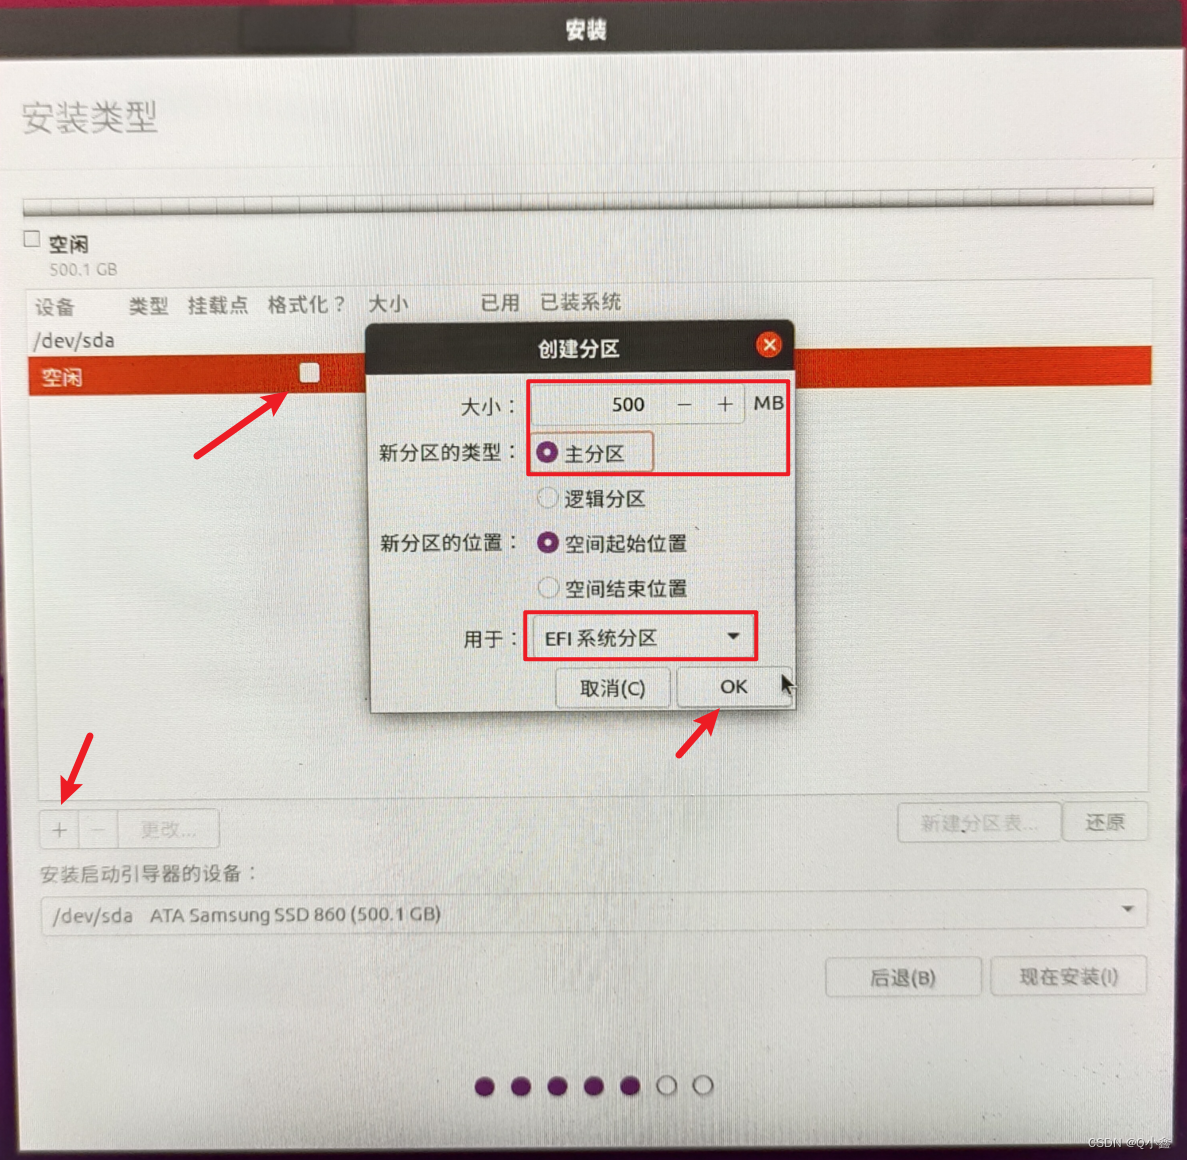 安装
安装类型
空闲
500.1 GB
设备 类型 挂载点 格式化？ 大小 已用 已装系统
/dev/sda
空闲
创建分区
大小： 500 − + MB
新分区的类型： 主分区
逻辑分区
新分区的位置： 空间起始位置
空间结束位置
用于： EFI 系统分区
取消(C) OK
+ − 更改... 新建分区表... 还原
安装启动引导器的设备：
/dev/sda ATA Samsung SSD 860 (500.1 GB)
后退(B) 现在安装(I)
CSDN @Q小鑫